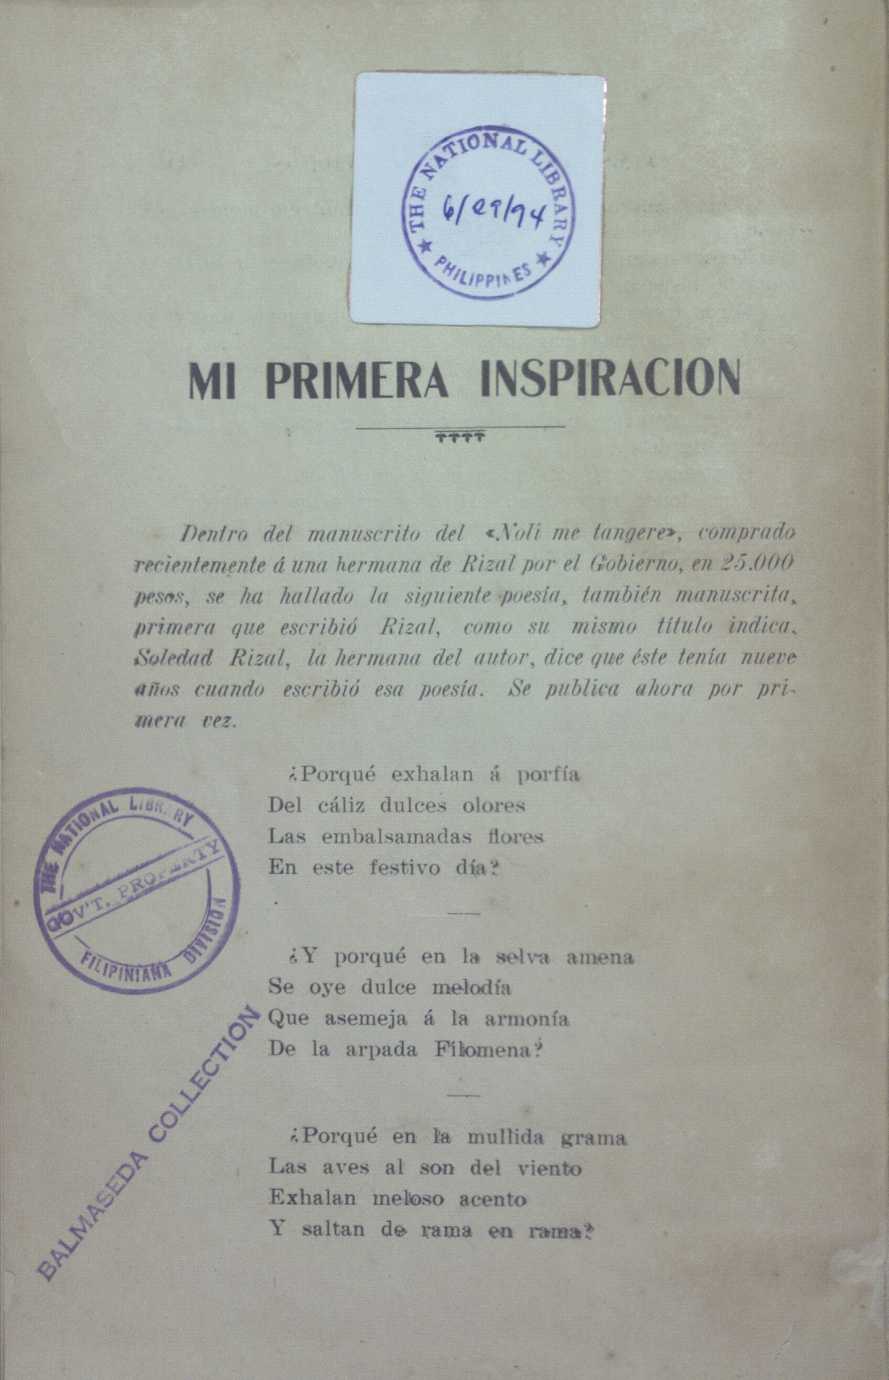 THE NATIONAL LIBRARY
6/29/94
PHILIPPINES
MI PRIMERA INSPIRACION
Dentro del manuscrito del «Noli me tangere», comprado
recientemente á una hermana de Rizal por el Gobierno, en 25.000
pesos, se ha hallado la siguiente poesía, también manuscrita,
primera que escribió Rizal, como su mismo título indica.
Soledad Rizal, la hermana del autor, dice que éste tenía nueve
años cuando escribió esa poesía. Se publica ahora por pri-
mera vez.
¿Porqué exhalan á porfía
Del cáliz dulces olores
Las embalsamadas flores
En este festivo día?
¿Y porqué en la selva amena
Se oye dulce melodía
Que asemeja á la armonía
De la arpada Filomena?
¿Porqué en la mullida grama
Las aves al son del viento
Exhalan meloso acento
Y saltan de rama en rama?
THE NATIONAL LIBRARY
GOV'T. PROPERTY
FILIPINIANA DIVISION
BALMASEDA COLLECTION